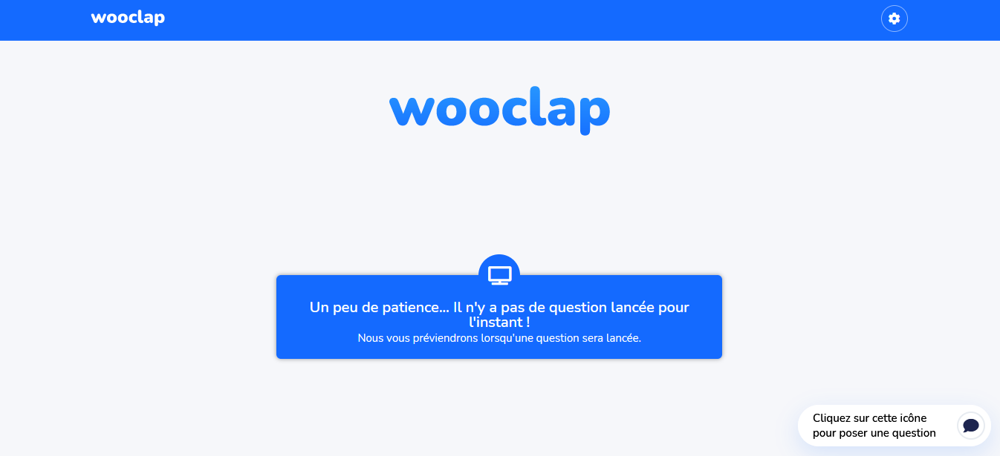 wooclap
wooclap
Un peu de patience... Il n'y a pas de question lancée pour
l'instant !
Nous vous préviendrons lorsqu'une question sera lancée.
Cliquez sur cette icône
pour poser une question